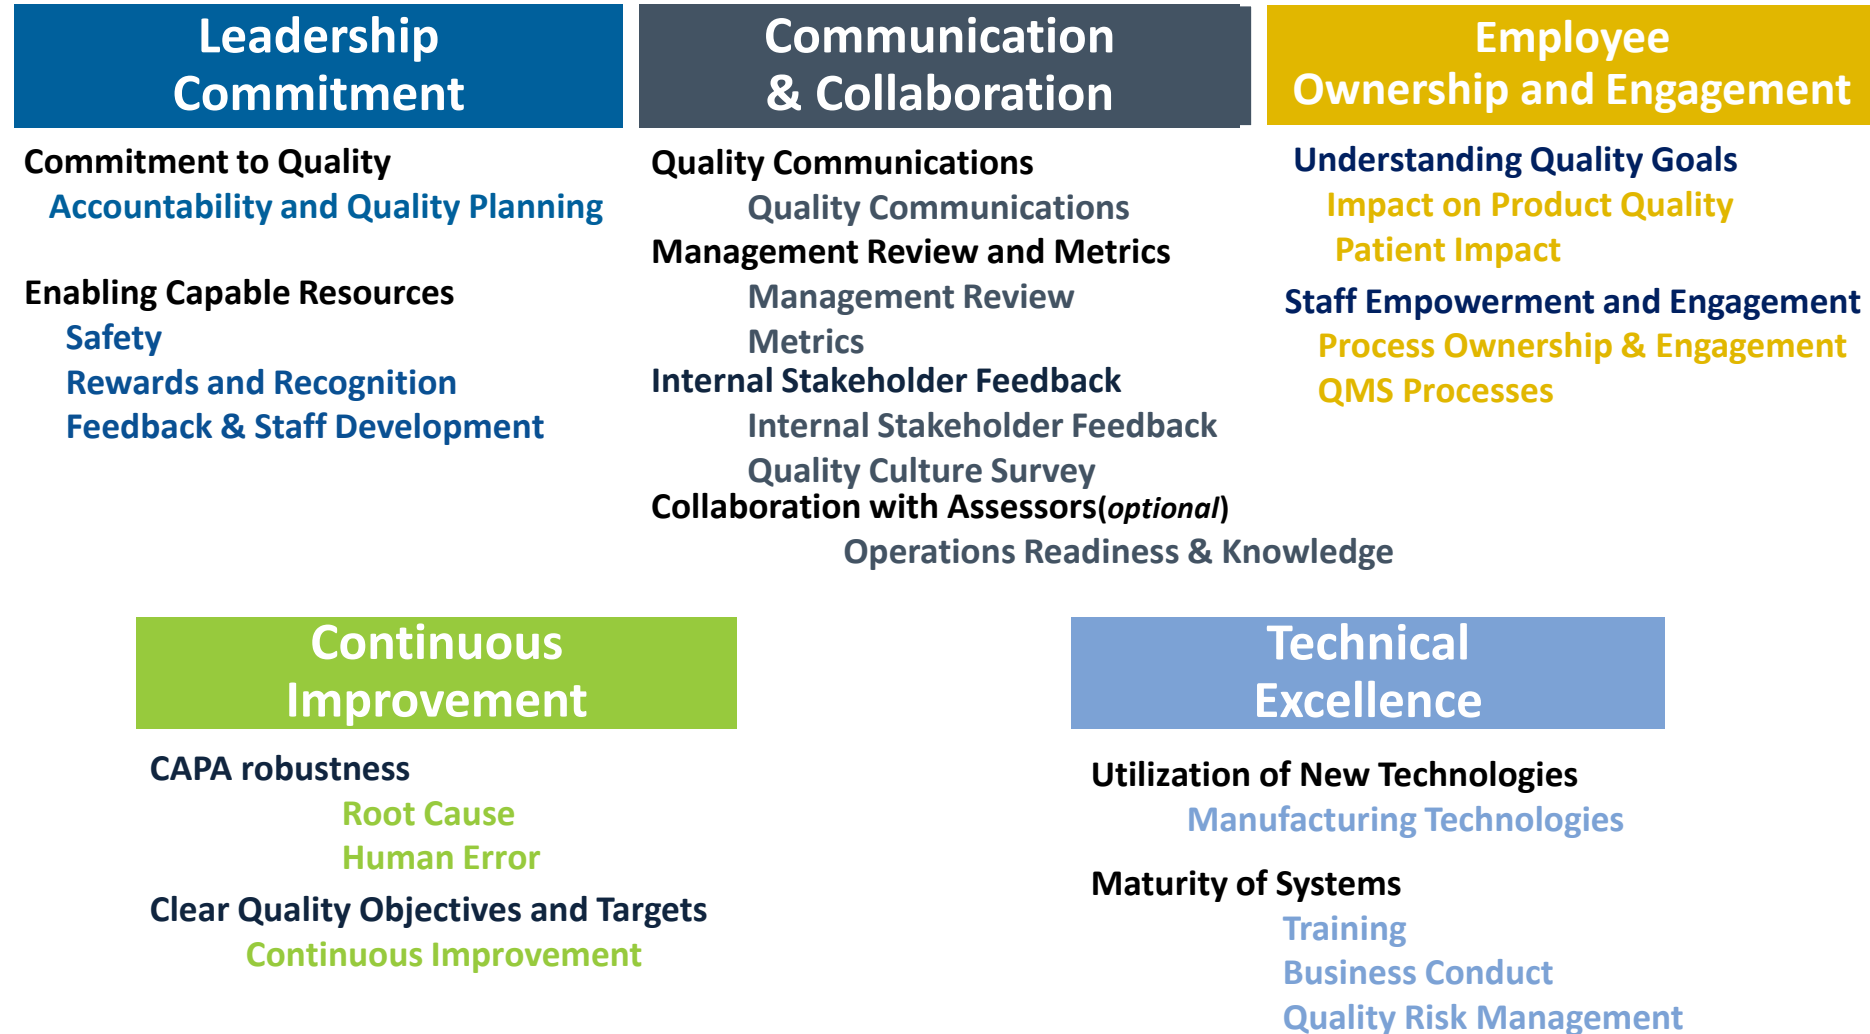 Leadership
Commitment
Commitment to Quality
Accountability and Quality Planning
Enabling Capable Resources
Safety
Rewards and Recognition
Feedback & Staff Development
Communication
& Collaboration
Quality Communications
Quality Communications
Management Review and Metrics
Management Review
Metrics
Internal Stakeholder Feedback
Internal Stakeholder Feedback
Quality Culture Survey
Collaboration with Assessors(optional)
Operations Readiness & Knowledge
Employee
Ownership and Engagement
Understanding Quality Goals
Impact on Product Quality
Patient Impact
Staff Empowerment and Engagement
Process Ownership & Engagement
QMS Processes
Continuous
Improvement
CAPA robustness
Root Cause
Human Error
Clear Quality Objectives and Targets
Continuous Improvement
Technical
Excellence
Utilization of New Technologies
Manufacturing Technologies
Maturity of Systems
Training
Business Conduct
Quality Risk Management